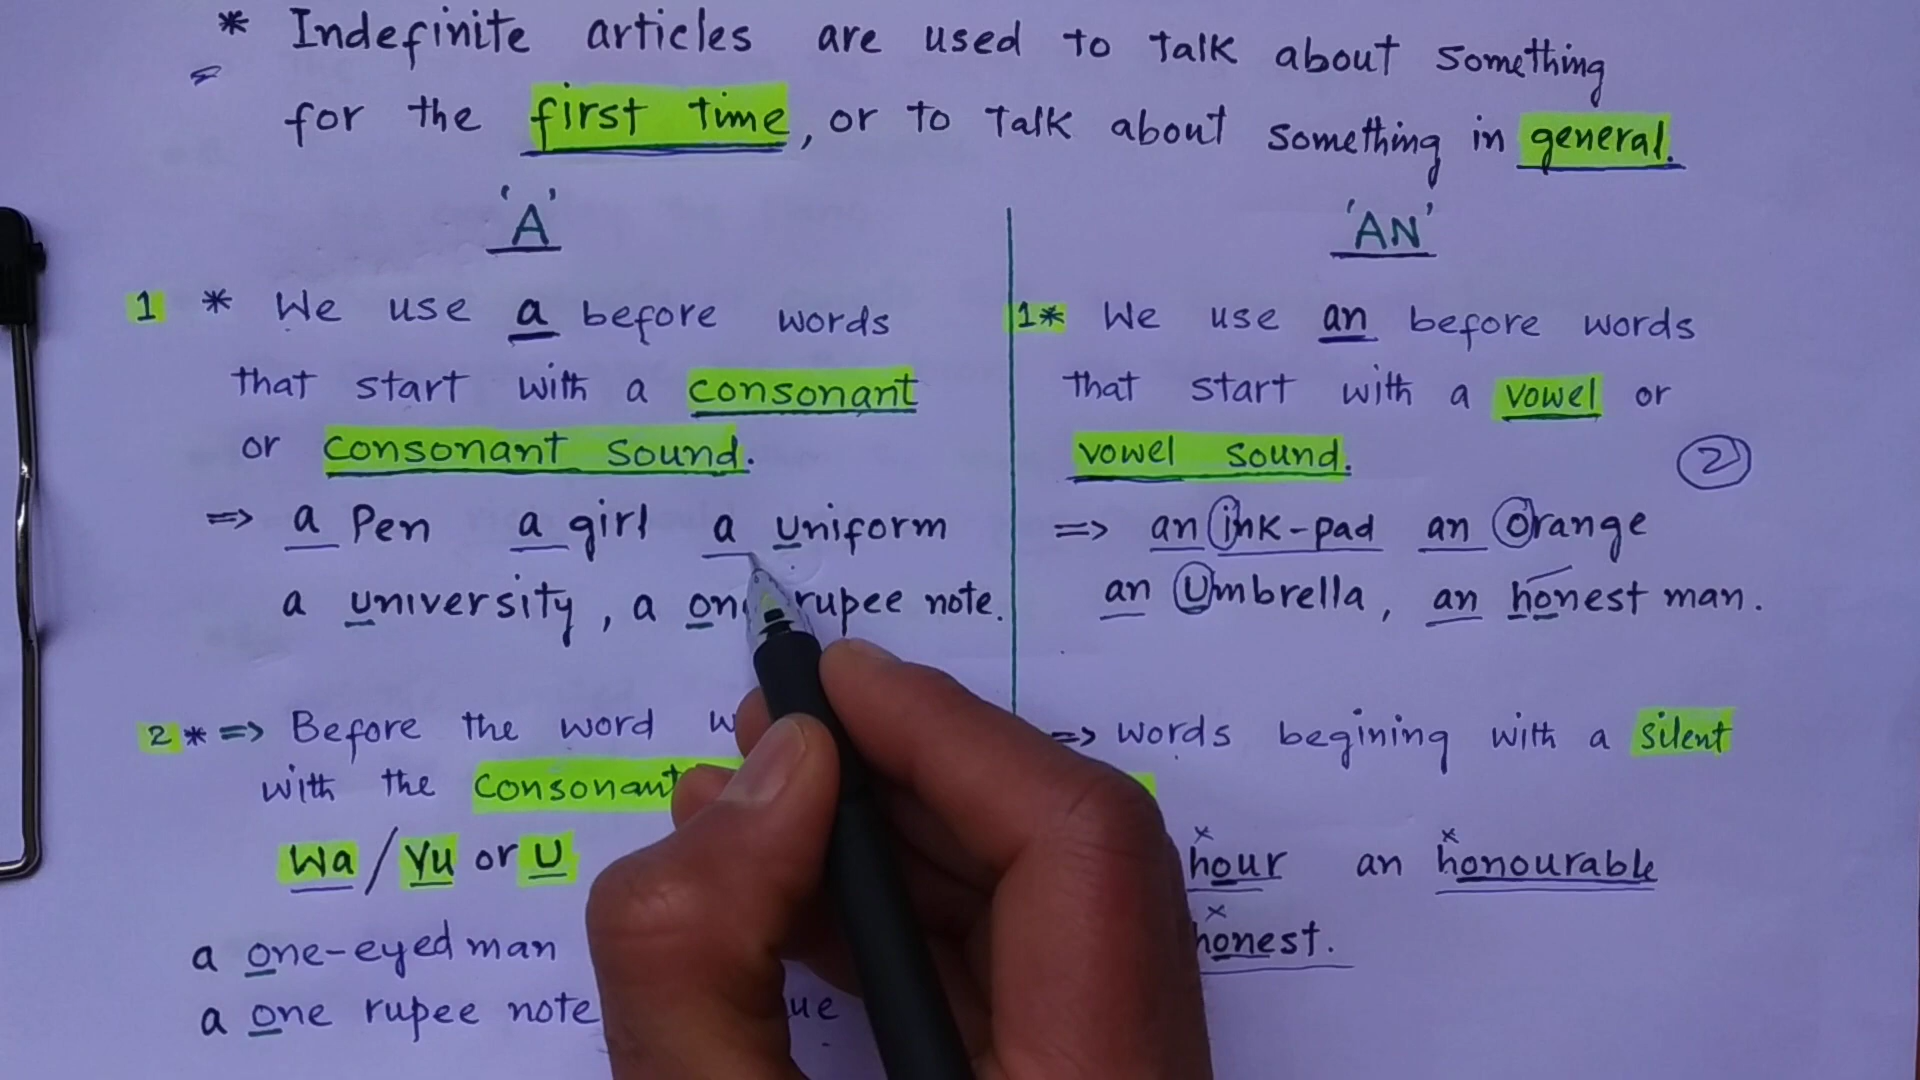 * Indefinite articles are used to talk about something
for the first time, or to talk about something in general.
'A'
1 * We use a before words
that start with a consonant
or consonant sound.
=> a Pen a girl a uniform
a university, a one rupee note.
2 * => Before the word
with the consonant
Wa / Yu or U
a one-eyed man
a one rupee note
'AN'
1* We use an before words
that start with a vowel or
vowel sound.
2
=> an ink-pad an orange
an Umbrella, an honest man.
=> words begining with a silent
hour an honourable
honest.